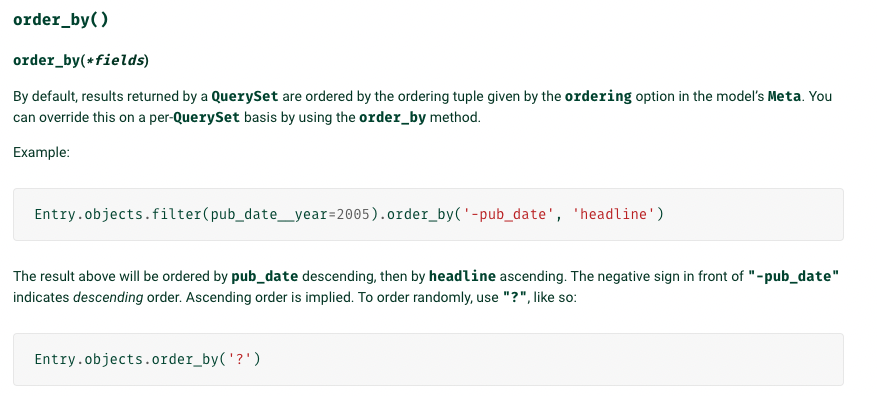 order_by()
order_by(*fields)
By default, results returned by a QuerySet are ordered by the ordering tuple given by the ordering option in the model’s Meta. You
can override this on a per-QuerySet basis by using the order_by method.
Example:
Entry.objects.filter(pub_date__year=2005).order_by('-pub_date', 'headline')
The result above will be ordered by pub_date descending, then by headline ascending. The negative sign in front of "-pub_date"
indicates descending order. Ascending order is implied. To order randomly, use "?", like so:
Entry.objects.order_by('?')